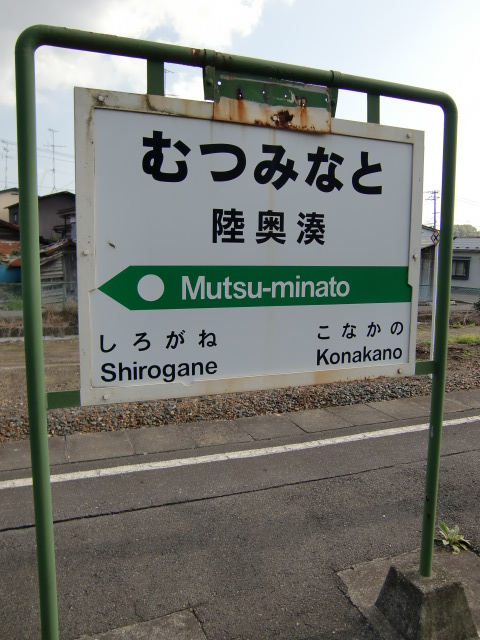 むつみなと
陸奥湊
Mutsu-minato
しろがね
Shirogane
こなかの
Konakano